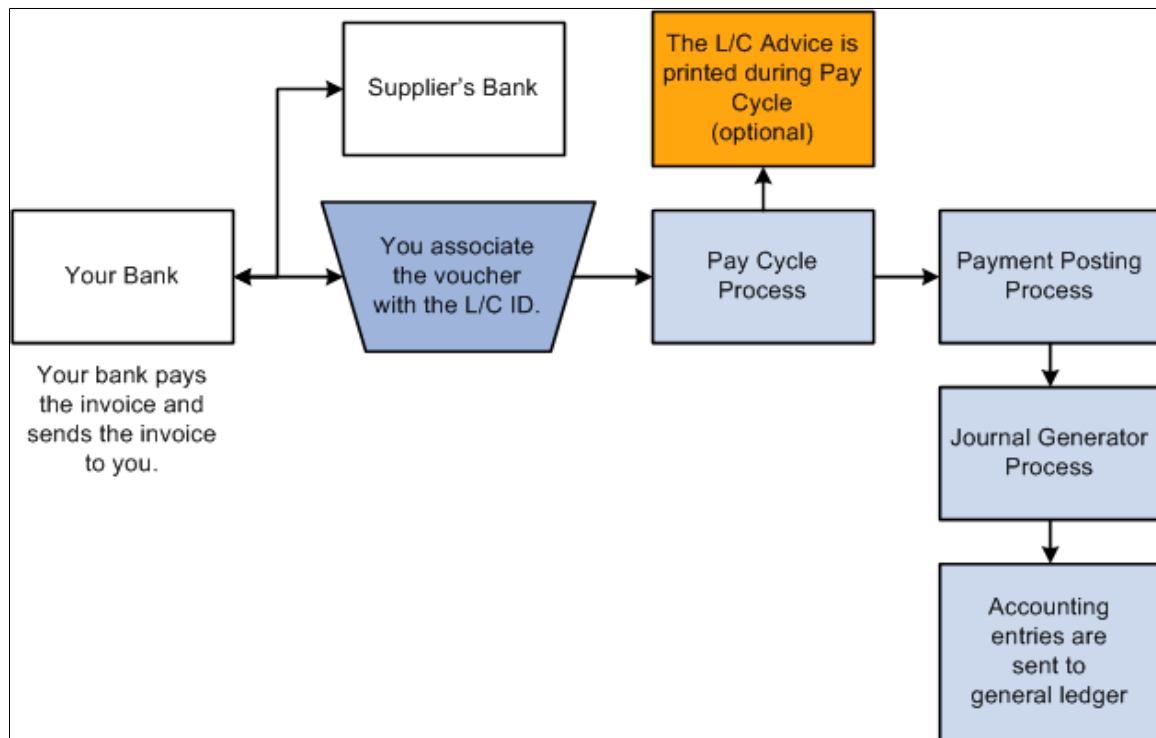 The L/C Advice is
printed during Pay
Cycle
(optional)
Supplier’s Bank
Your Bank
You associate
the voucher
with the L/C ID.
Pay Cycle
Process
Payment Posting
Process
Your bank pays
the invoice and
sends the invoice
to you.
Journal Generator
Process
Accounting
entries are
sent to
general ledger